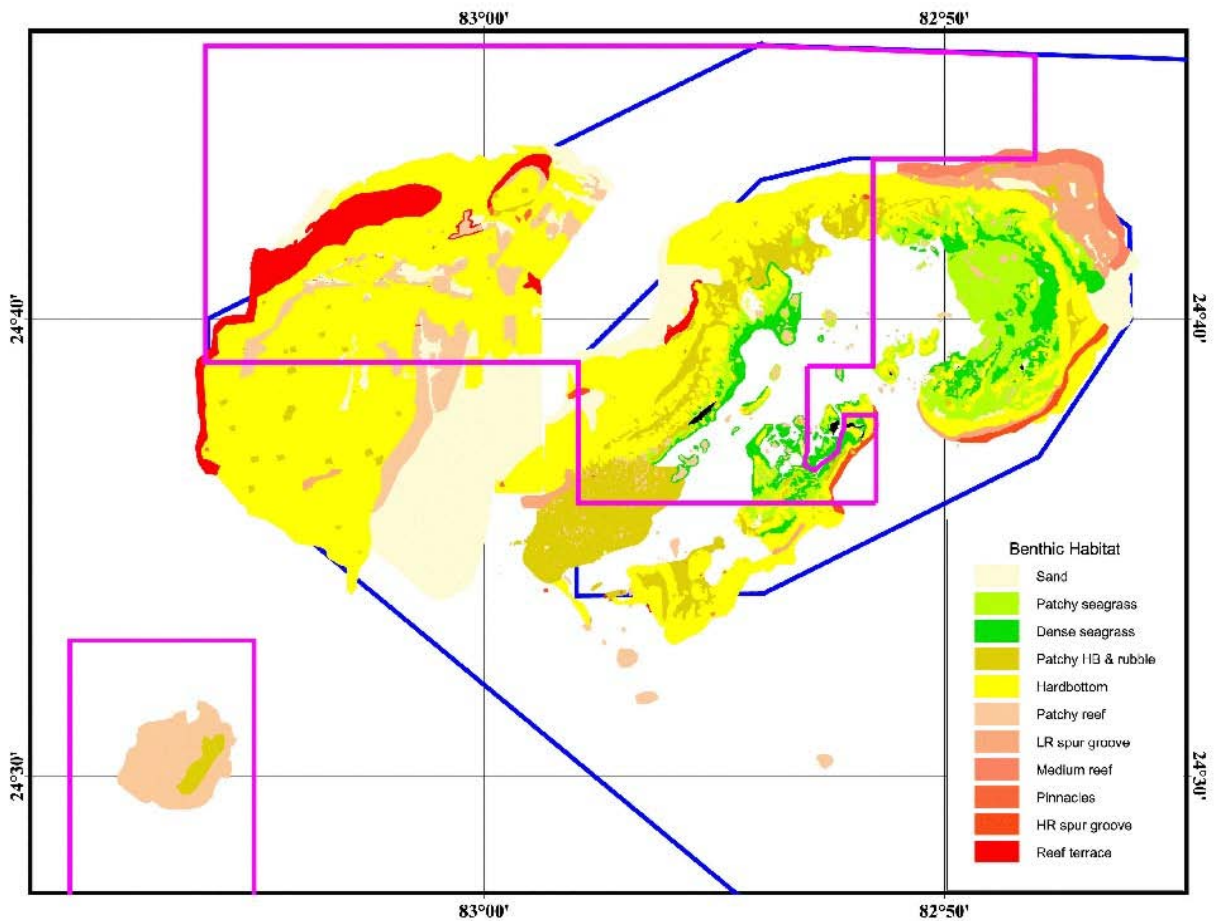 83°00' 82°50'
24°40' 24°40'
Benthic Habitat
Sand
Patchy seagrass
Dense seagrass
Patchy HB & rubble
Hardbottom
Patchy reef
LR spur groove
Medium reef
Pinnacles
HR spur groove
Reef terrace
24°30' 24°30'
83°00' 82°50'